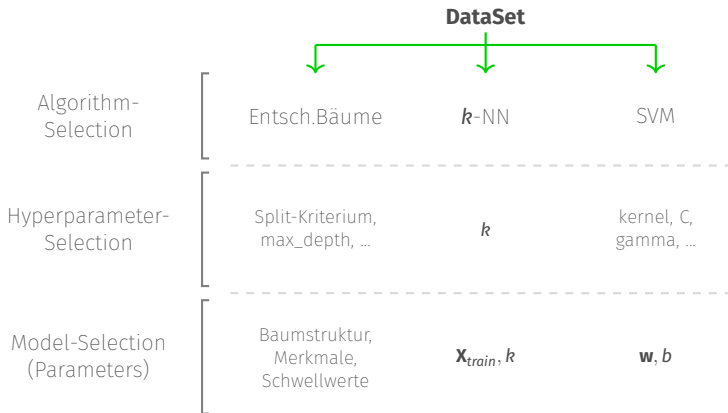 DataSet
Algorithm-
Selection
Entsch.Bäume
k-NN
SVM
Hyperparameter-
Selection
Split-Kriterium,
max_depth, ...
k
kernel, C,
gamma, ...
Model-Selection
(Parameters)
Baumstruktur,
Merkmale,
Schwellwerte
X_train, k
w, b